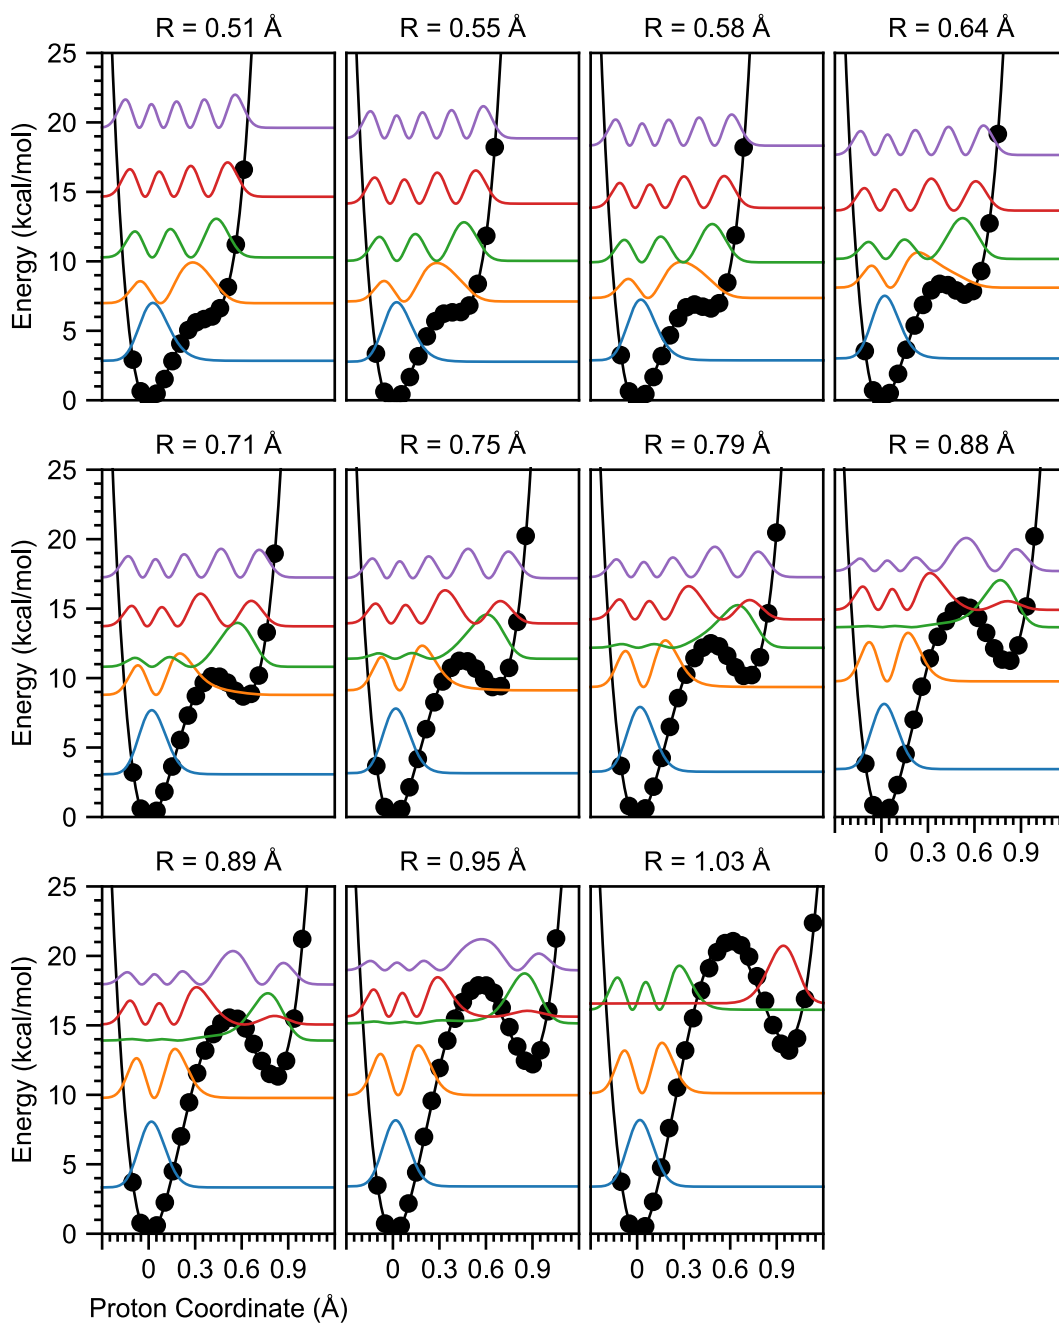 R = 0.51 Å R = 0.55 Å R = 0.58 Å R = 0.64 Å
25
20
15
10
5
0
Energy (kcal/mol)
R = 0.71 Å R = 0.75 Å R = 0.79 Å R = 0.88 Å
25
20
15
10
5
0
Energy (kcal/mol)
0 0.3 0.6 0.9
R = 0.89 Å R = 0.95 Å R = 1.03 Å
25
20
15
10
5
0
Energy (kcal/mol)
0 0.3 0.6 0.9 0 0.3 0.6 0.9 0 0.3 0.6 0.9
Proton Coordinate (Å)